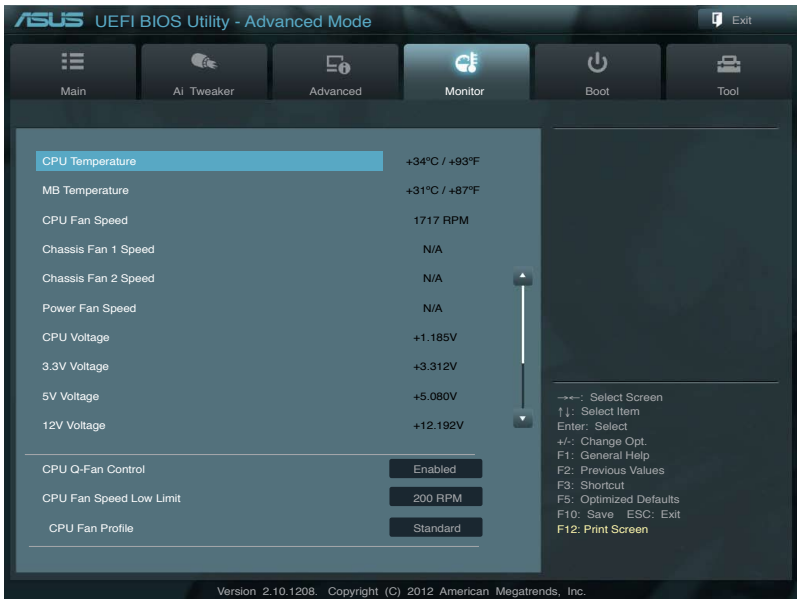 ASUS UEFI BIOS Utility - Advanced Mode
Exit
Main
Ai Tweaker
Advanced
Monitor
Boot
Tool
CPU Temperature +34ºC / +93ºF
MB Temperature +31ºC / +87ºF
CPU Fan Speed 1717 RPM
Chassis Fan 1 Speed N/A
Chassis Fan 2 Speed N/A
Power Fan Speed N/A
CPU Voltage +1.185V
3.3V Voltage +3.312V
5V Voltage +5.080V
12V Voltage +12.192V
CPU Q-Fan Control Enabled
CPU Fan Speed Low Limit 200 RPM
CPU Fan Profile Standard
→←: Select Screen
↑↓: Select Item
Enter: Select
+/-: Change Opt.
F1: General Help
F2: Previous Values
F3: Shortcut
F5: Optimized Defaults
F10: Save ESC: Exit
F12: Print Screen
Version 2.10.1208. Copyright (C) 2012 American Megatrends, Inc.